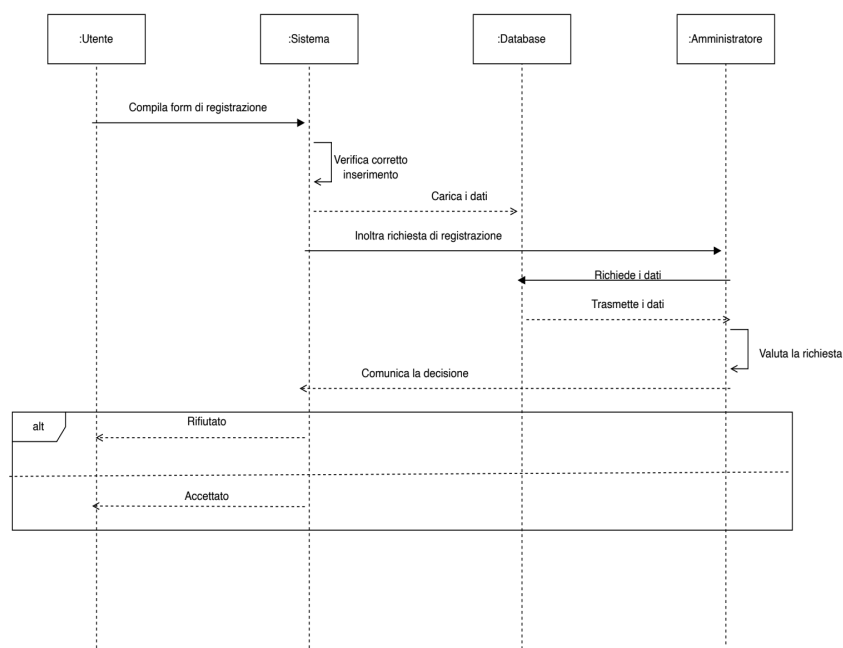 :Utente
:Sistema
:Database
:Amministratore
Compila form di registrazione
Verifica corretto
inserimento
Carica i dati
Inoltra richiesta di registrazione
Richiede i dati
Trasmette i dati
Valuta la richiesta
Comunica la decisione
alt
Rifiutato
Accettato